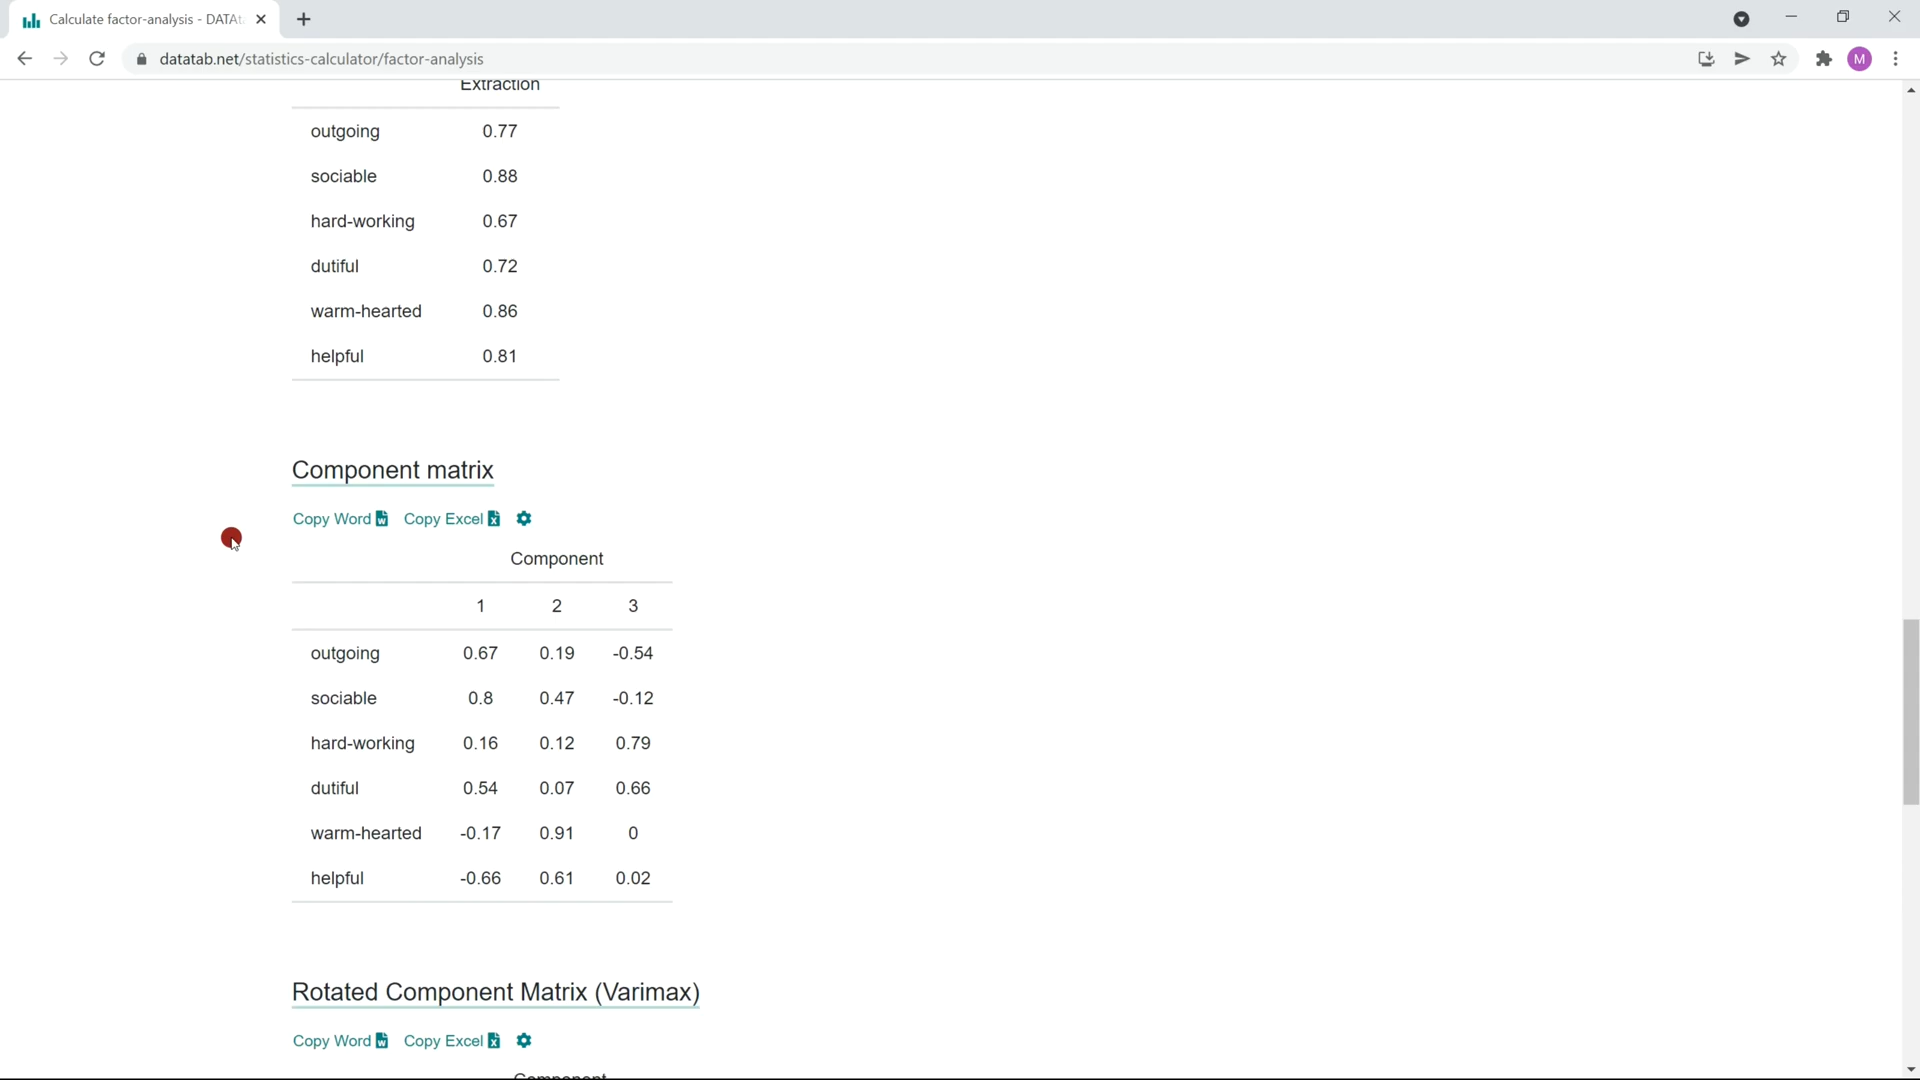 Calculate factor-analysis - DATAt
datatab.net/statistics-calculator/factor-analysis
M
Extraction
outgoing 0.77
sociable 0.88
hard-working 0.67
dutiful 0.72
warm-hearted 0.86
helpful 0.81
Component matrix
Copy Word Copy Excel
Component
1 2 3
outgoing 0.67 0.19 -0.54
sociable 0.8 0.47 -0.12
hard-working 0.16 0.12 0.79
dutiful 0.54 0.07 0.66
warm-hearted -0.17 0.91 0
helpful -0.66 0.61 0.02
Rotated Component Matrix (Varimax)
Copy Word Copy Excel
Component